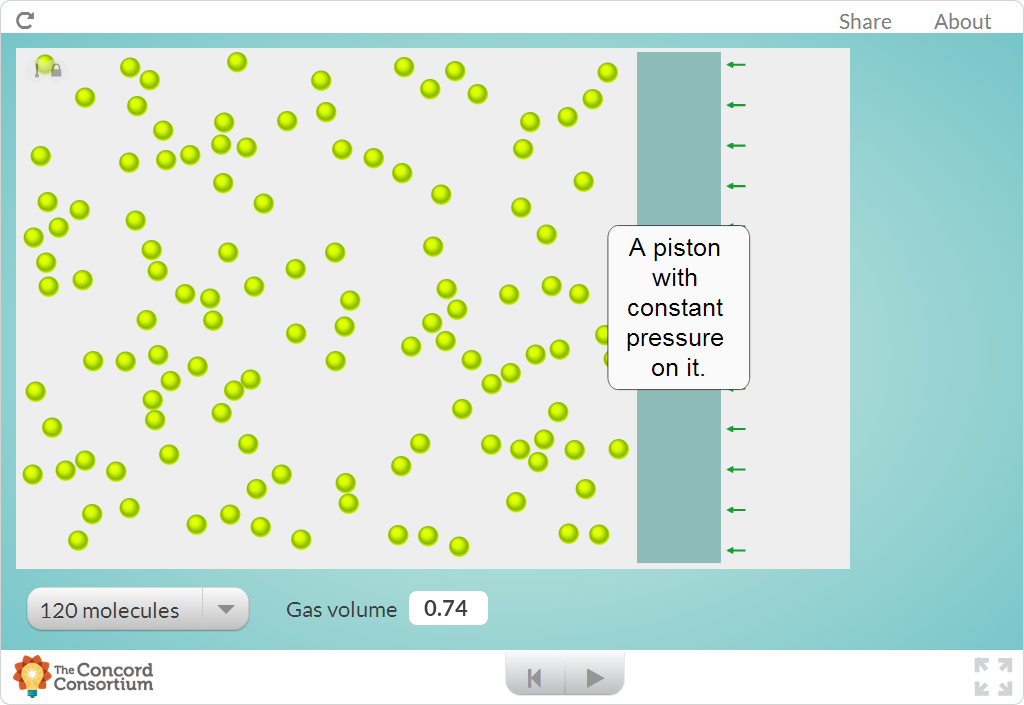 Share About
A piston
with
constant
pressure
on it.
120 molecules Gas volume 0.74
The Concord
Consortium